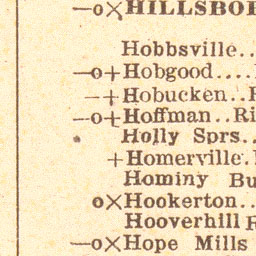 —o×HILLSBO
Hobbsville..
—o+Hobgood....
—+Hobucken..
—o+Hoffman..Ri
Holly Sprs..
+Homerville.
Hominy Bu
o×Hookerton..
Hooverhill R
—o×Hope Mills